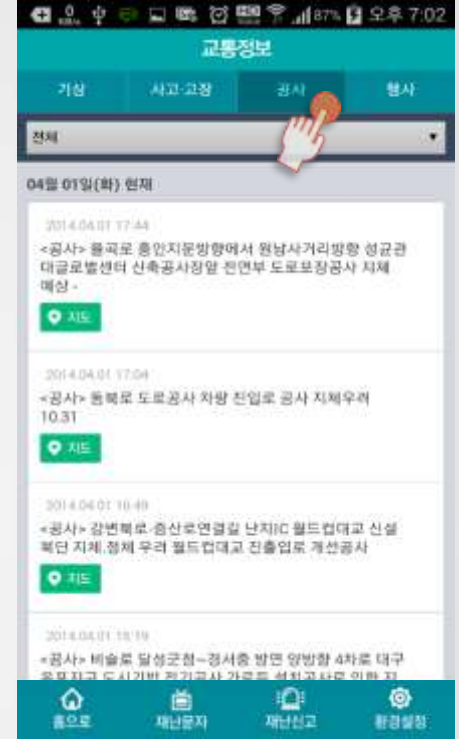 87% 오후 7:02
교통정보
기상 사고·고장 공사 행사
전체
04월 01일(화) 현재
2014.04.01 17:44
<공사> 율곡로 흥인지문방향에서 원남사거리방향 성균관
대글로벌센터 신축공사장앞 전면부 도로포장공사 지체
예상 -
지도
2014.04.01 17:04
<공사> 동북로 도로공사 차량 진입로 공사 지체우려
10.31
지도
2014.04.01 16:49
<공사> 강변북로·증산로연결길 난지IC 월드컵대교 신설
북단 지체.정체 우려 월드컵대교 진출입로 개선공사
지도
2014.04.01
<공사> 비슬로 달성군청~경서중 방면 양방향 4차로 대구
홈으로 재난문자 재난신고 환경설정